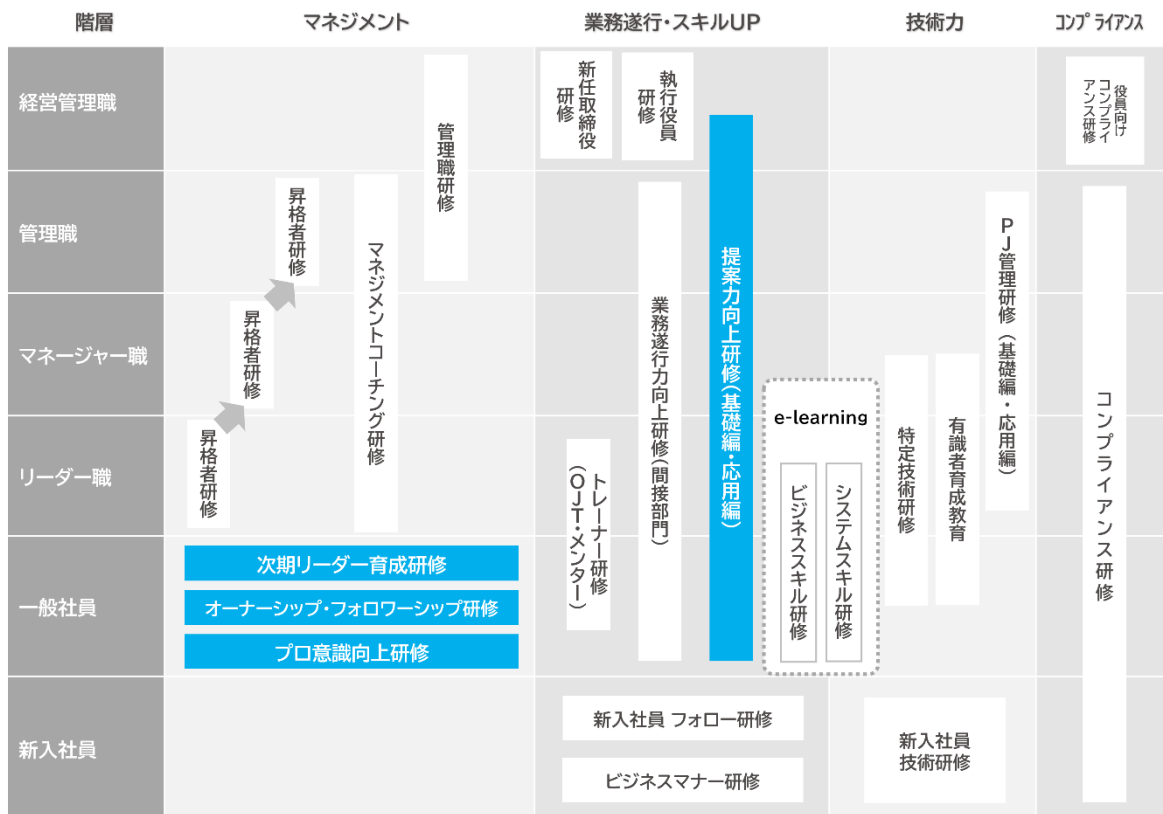 階層
マネジメント
業務遂行・スキルUP
技術力
コンプライアンス
経営管理職
管理職
マネージャー職
リーダー職
一般社員
新入社員
昇格者研修
昇格者研修
昇格者研修
マネジメントコーチング研修
管理職研修
次期リーダー育成研修
オーナーシップ・フォロワーシップ研修
プロ意識向上研修
新任取締役
研修
執行役員
研修
トレーナー研修
(OJT・メンター)
業務遂行力向上研修(間接部門)
提案力向上研修(基礎編・応用編)
e-learning
ビジネススキル研修
システムスキル研修
新入社員 フォロー研修
ビジネスマナー研修
特定技術研修
有識者育成教育
PJ管理研修(基礎編・応用編)
新入社員
技術研修
役員向け
コンプライ
アンス研修
コンプライアンス研修